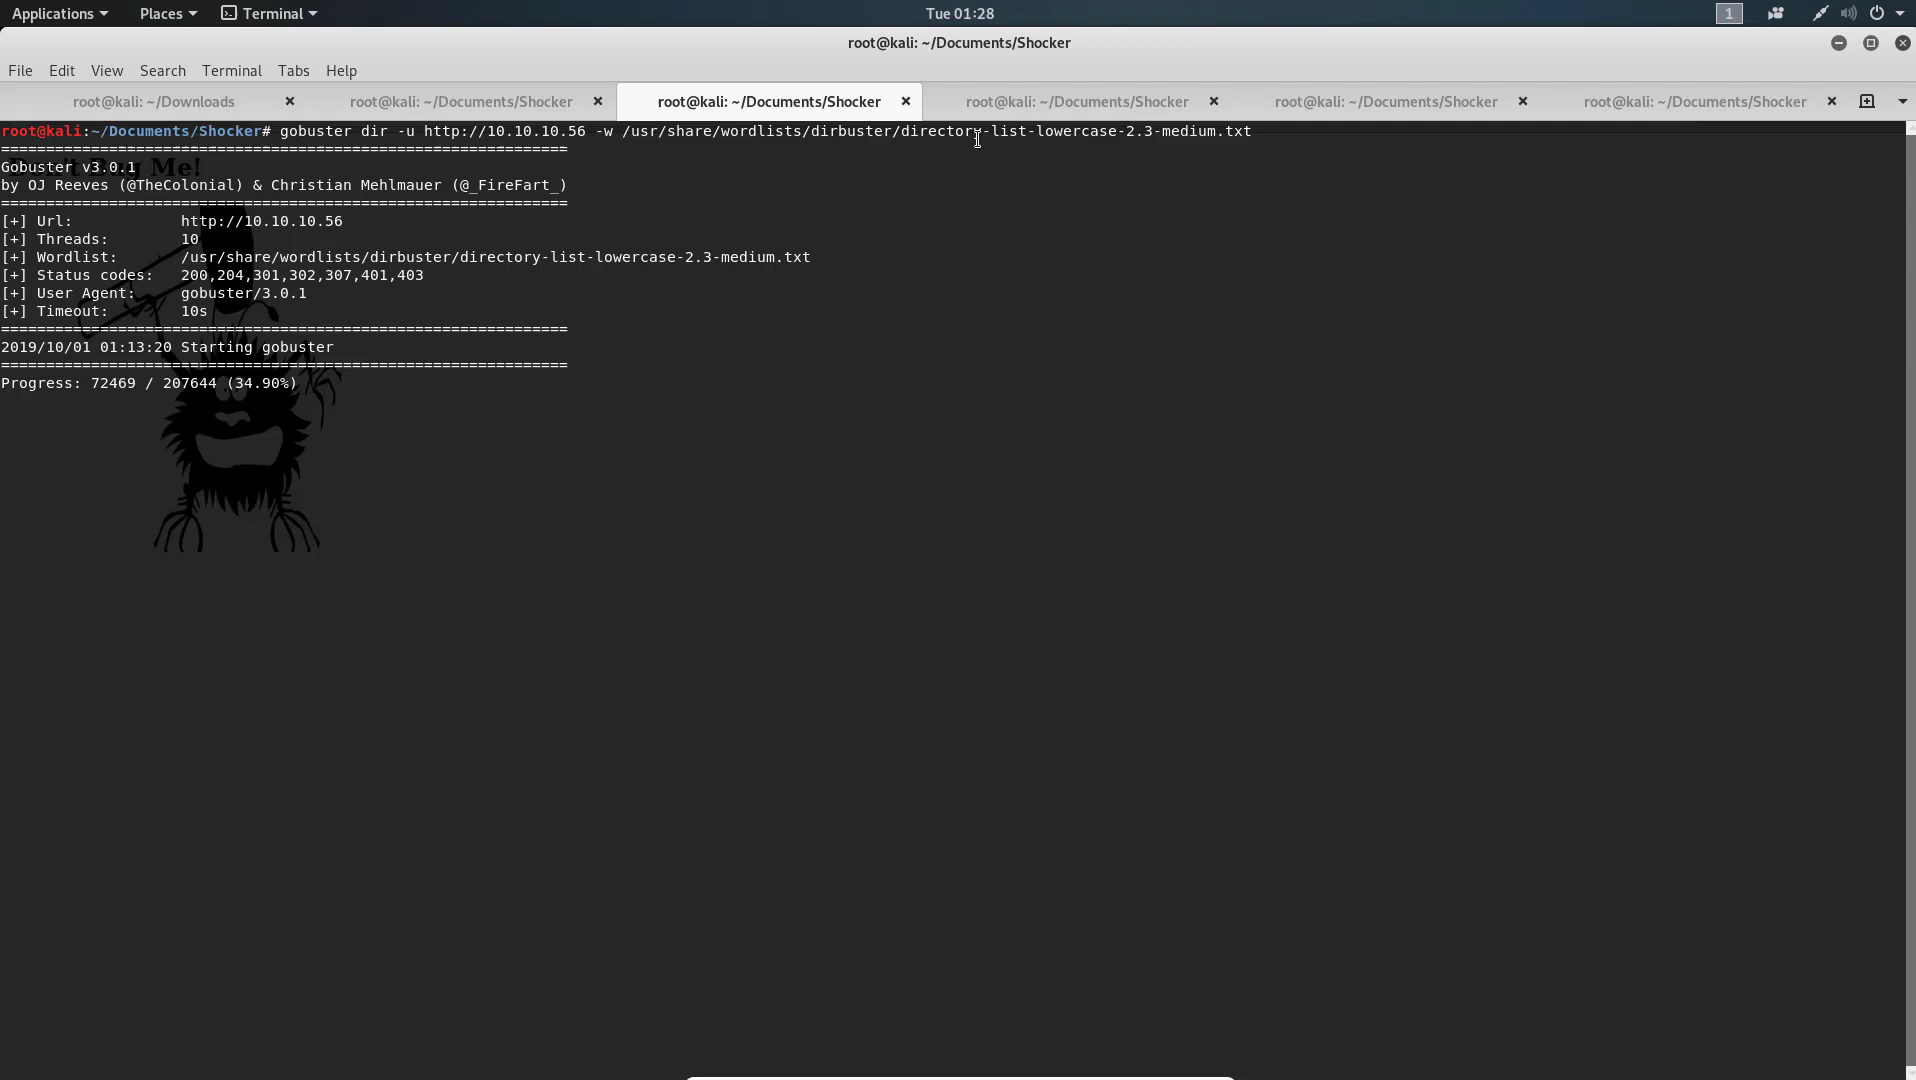 Applications Places Terminal Tue 01:28 1
root@kali: ~/Documents/Shocker
File Edit View Search Terminal Tabs Help
root@kali: ~/Downloads root@kali: ~/Documents/Shocker root@kali: ~/Documents/Shocker root@kali: ~/Documents/Shocker root@kali: ~/Documents/Shocker root@kali: ~/Documents/Shocker
root@kali:~/Documents/Shocker# gobuster dir -u http://10.10.10.56 -w /usr/share/wordlists/dirbuster/directory-list-lowercase-2.3-medium.txt
===============================================================
Gobuster v3.0.1
Don't Bug Me!
by OJ Reeves (@TheColonial) & Christian Mehlmauer (@_FireFart_)
===============================================================
[+] Url: http://10.10.10.56
[+] Threads: 10
[+] Wordlist: /usr/share/wordlists/dirbuster/directory-list-lowercase-2.3-medium.txt
[+] Status codes: 200,204,301,302,307,401,403
[+] User Agent: gobuster/3.0.1
[+] Timeout: 10s
===============================================================
2019/10/01 01:13:20 Starting gobuster
===============================================================
Progress: 72469 / 207644 (34.90%)